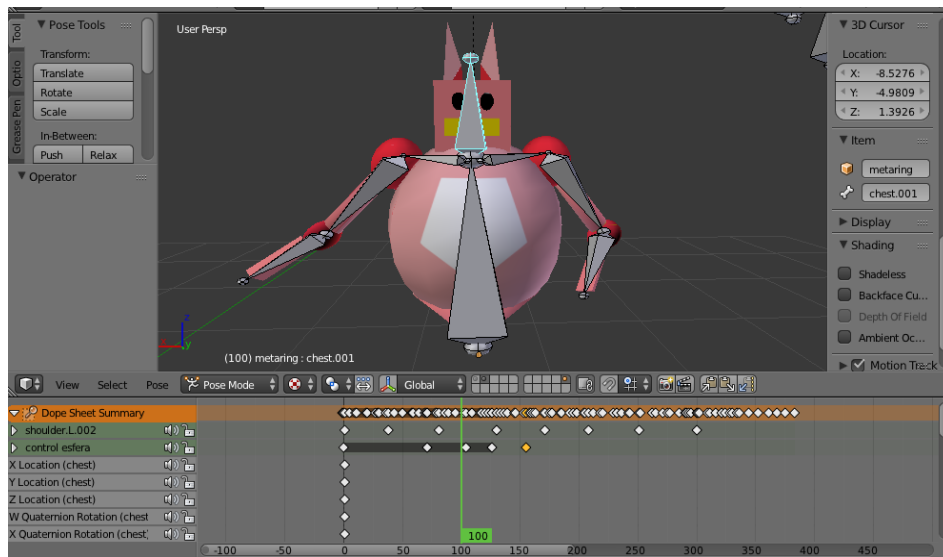 Tool
Optio
Grease Pen
Pose Tools
Transform:
Translate
Rotate
Scale
In-Between:
Push Relax
Operator
User Persp
z
y
(100) metaring : chest.001
3D Cursor
Location:
X: -8.5276
Y: -4.9809
Z: 1.3926
Item
metaring
chest.001
Display
Shading
Shadeless
Backface Cu...
Depth Of Field
Ambient Oc...
Motion Track
View Select Pose Pose Mode Global
Dope Sheet Summary
shoulder.L.002
control esfera
X Location (chest)
Y Location (chest)
Z Location (chest)
W Quaternion Rotation (chest
X Quaternion Rotation (chest)
100
-100 -50 0 50 100 150 200 250 300 350 400 450